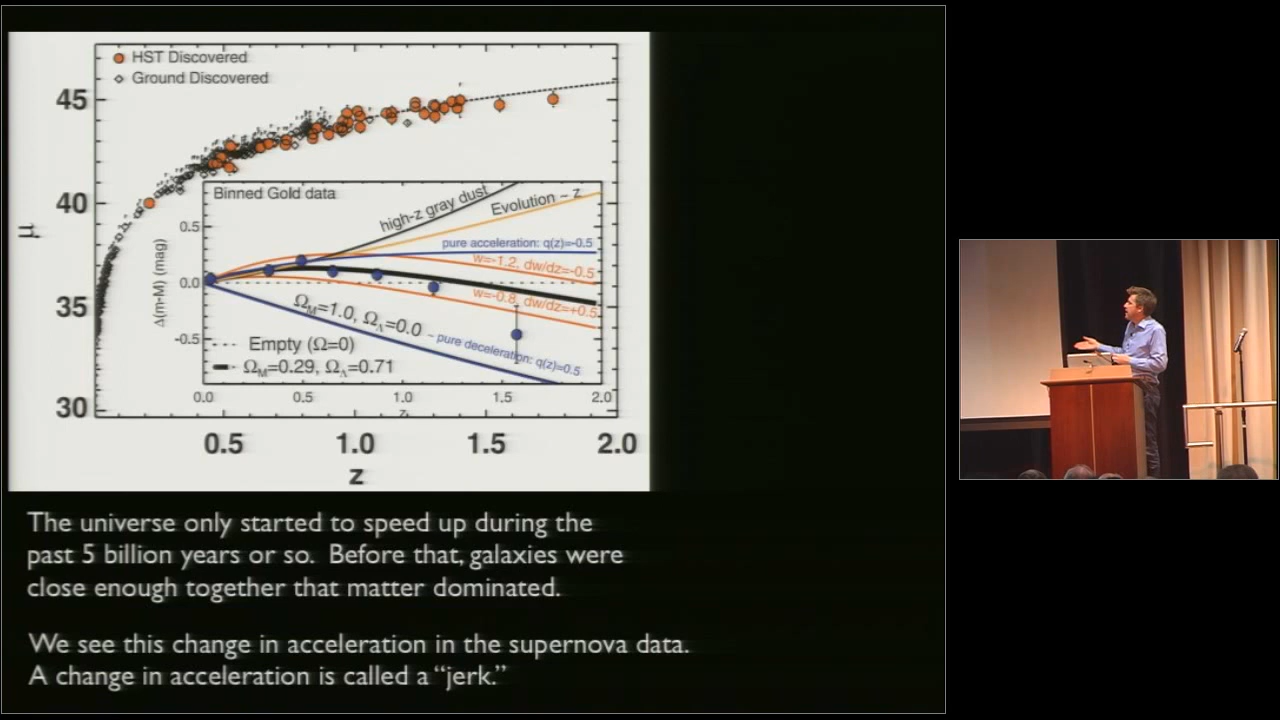 HST Discovered
Ground Discovered
45
40
35
30
μ
0.5 1.0 1.5 2.0
z
Binned Gold data
high-z gray dust
Evolution ~ z
pure acceleration: q(z)=-0.5
w=-1.2, dw/dz=-0.5
w=-0.8, dw/dz=+0.5
Ω_M=1.0, Ω_Λ=0.0
pure deceleration: q(z)=0.5
Empty (Ω=0)
Ω_M=0.29, Ω_Λ=0.71
Δ(m-M) (mag)
0.5
0.0
-0.5
0.0 0.5 1.0 1.5 2.0
z
The universe only started to speed up during the
past 5 billion years or so. Before that, galaxies were
close enough together that matter dominated.
We see this change in acceleration in the supernova data.
A change in acceleration is called a “jerk.”